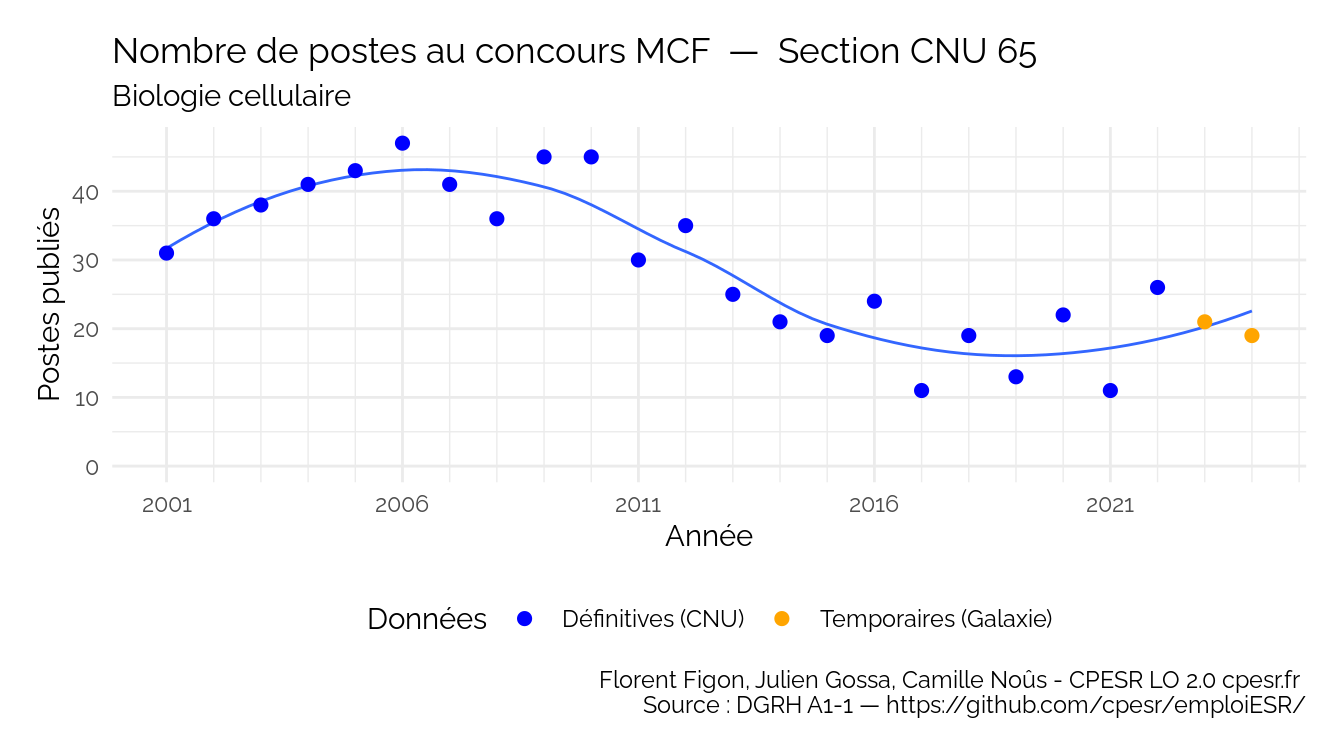 Nombre de postes au concours MCF — Section CNU 65
Biologie cellulaire
Postes publiés
40
30
20
10
0
2001 2006 2011 2016 2021
Année
Données Définitives (CNU) Temporaires (Galaxie)
Florent Figon, Julien Gossa, Camille Noûs - CPESR LO 2.0 cpesr.fr
Source : DGRH A1-1 — https://github.com/cpesr/emploiESR/